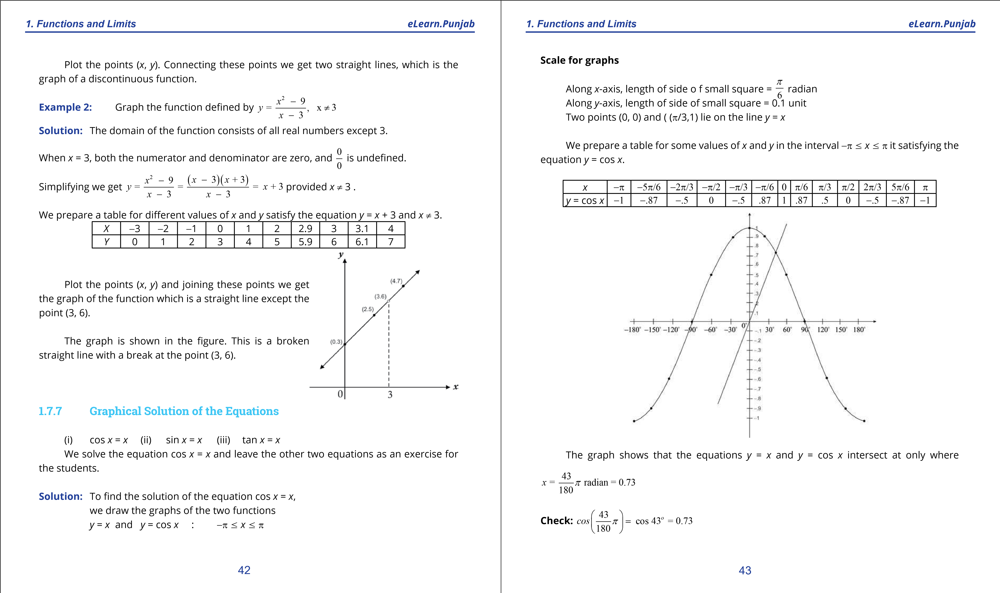 1. Functions and Limits eLearn.Punjab
Plot the points (x, y). Connecting these points we get two straight lines, which is the
graph of a discontinuous function.
Example 2: Graph the function defined by y = (x² − 9)/(x − 3), x ≠ 3
Solution: The domain of the function consists of all real numbers except 3.
When x = 3, both the numerator and denominator are zero, and 0/0 is undefined.
Simplifying we get y = (x² − 9)/(x − 3) = (x − 3)(x + 3)/(x − 3) = x + 3 provided x ≠ 3 .
We prepare a table for different values of x and y satisfy the equation y = x + 3 and x ≠ 3.
X −3 −2 −1 0 1 2 2.9 3 3.1 4
Y 0 1 2 3 4 5 5.9 6 6.1 7
Plot the points (x, y) and joining these points we get
the graph of the function which is a straight line except the
point (3, 6).
The graph is shown in the figure. This is a broken
straight line with a break at the point (3, 6).
y
(4.7)
(3.6)
(2.5)
(0.3)
x
0 3
1.7.7 Graphical Solution of the Equations
(i) cos x = x (ii) sin x = x (iii) tan x = x
We solve the equation cos x = x and leave the other two equations as an exercise for
the students.
Solution: To find the solution of the equation cos x = x,
we draw the graphs of the two functions
y = x and y = cos x : −π ≤ x ≤ π
42
1. Functions and Limits eLearn.Punjab
Scale for graphs
Along x-axis, length of side o f small square = π/6 radian
Along y-axis, length of side of small square = 0.1 unit
Two points (0, 0) and ( (π/3,1) lie on the line y = x
We prepare a table for some values of x and y in the interval −π ≤ x ≤ π it satisfying the
equation y = cos x.
x −π −5π/6 −2π/3 −π/2 −π/3 −π/6 0 π/6 π/3 π/2 2π/3 5π/6 π
y = cos x −1 −.87 −.5 0 −.5 .87 1 .87 .5 0 −.5 −.87 −1
1
.9
.8
.7
.6
.5
.4
.3
.2
.1
−180° −150° −120° −90° −60° −30° 0° 30° 60° 90° 120° 150° 180°
-.1
-.2
-.3
-.4
-.5
-.6
-.7
-.8
-.9
-1
The graph shows that the equations y = x and y = cos x intersect at only where
x = 43/180 π radian = 0.73
Check: cos(43/180 π) = cos 43° = 0.73
43